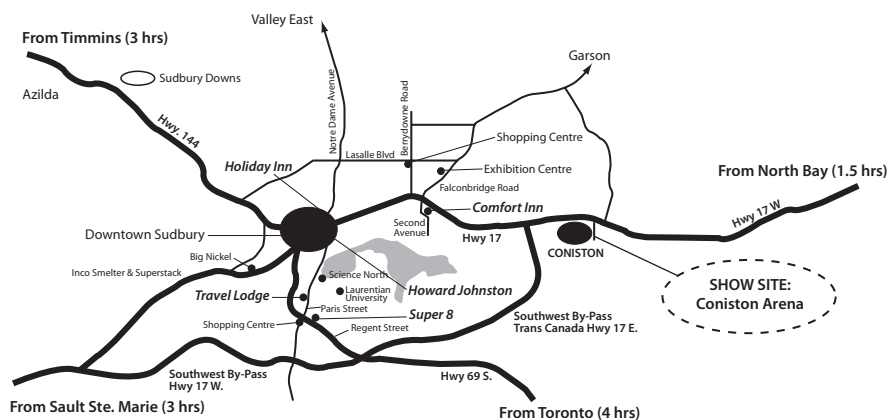 Valley East
From Timmins (3 hrs)
Garson
Sudbury Downs
Azilda
Notre Dame Avenue
Berrydowne Road
Hwy. 144
Shopping Centre
Lasalle Blvd
Holiday Inn
Exhibition Centre
From North Bay (1.5 hrs)
Falconbridge Road
Comfort Inn
Hwy 17 W
Second
Avenue
Downtown Sudbury
Hwy 17
CONISTON
Big Nickel
Inco Smelter & Superstack
Science North
SHOW SITE:
Coniston Arena
Howard Johnston
Laurentian
University
Travel Lodge
Paris Street
Super 8
Southwest By-Pass
Trans Canada Hwy 17 E.
Shopping Centre
Regent Street
Southwest By-Pass
Hwy 17 W.
Hwy 69 S.
From Sault Ste. Marie (3 hrs)
From Toronto (4 hrs)